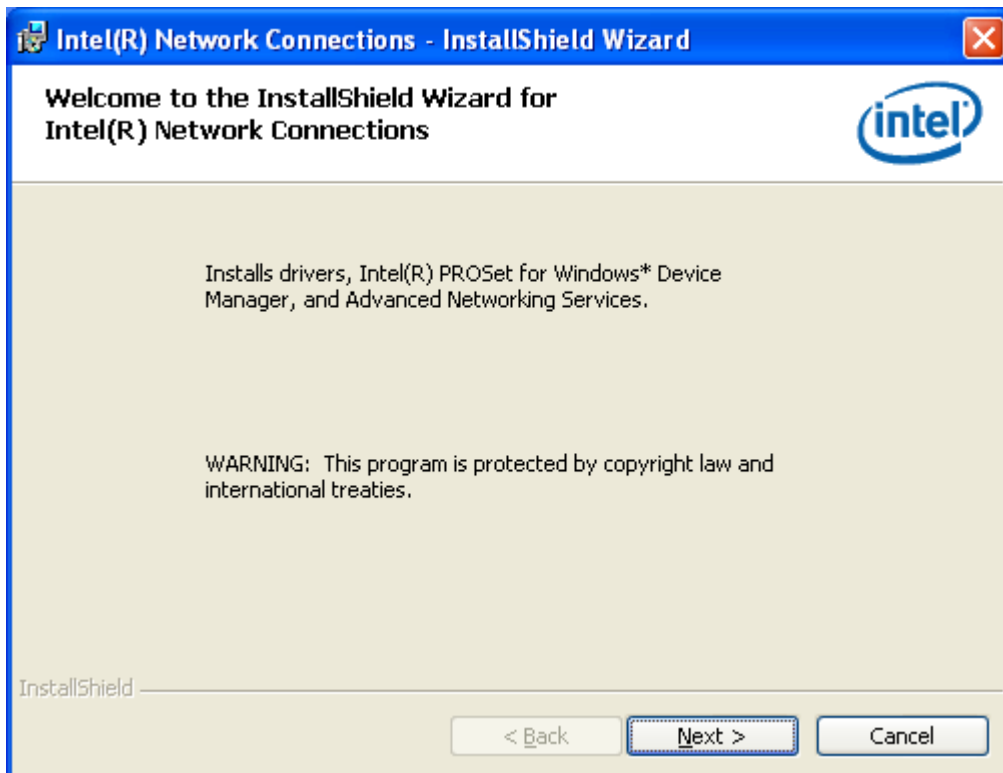 Intel(R) Network Connections - InstallShield Wizard
Welcome to the InstallShield Wizard for
Intel(R) Network Connections
intel
Installs drivers, Intel(R) PROSet for Windows* Device
Manager, and Advanced Networking Services.
WARNING:  This program is protected by copyright law and
international treaties.
InstallShield
< Back
Next >
Cancel